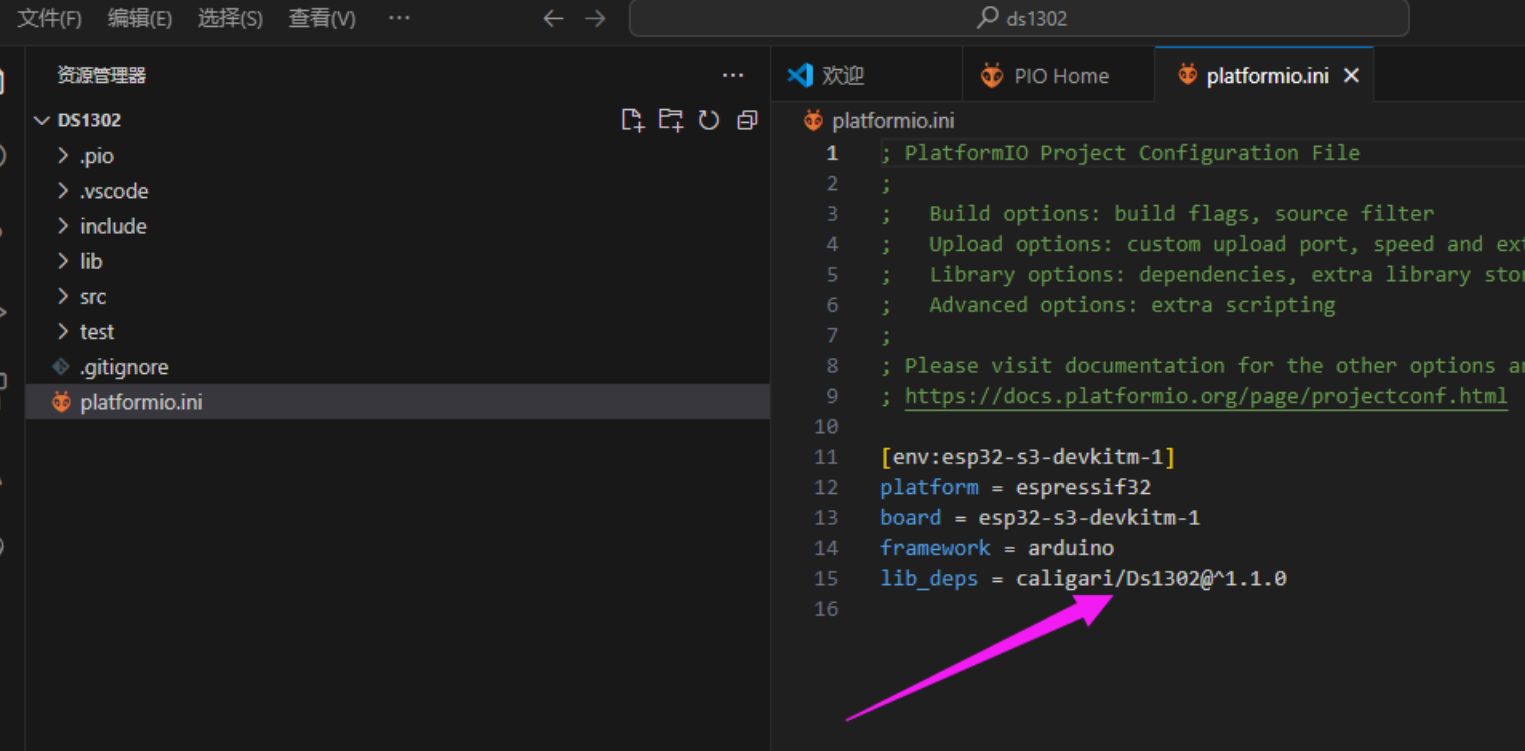 文件(F) 编辑(E) 选择(S) 查看(V) ··· ds1302
资源管理器 ···
DS1302
.pio
.vscode
include
lib
src
test
.gitignore
platformio.ini
欢迎 PIO Home platformio.ini
platformio.ini
1 ; PlatformIO Project Configuration File
2 ;
3 ;   Build options: build flags, source filter
4 ;   Upload options: custom upload port, speed and ext
5 ;   Library options: dependencies, extra library stor
6 ;   Advanced options: extra scripting
7 ;
8 ; Please visit documentation for the other options an
9 ; https://docs.platformio.org/page/projectconf.html
10
11 [env:esp32-s3-devkitm-1]
12 platform = espressif32
13 board = esp32-s3-devkitm-1
14 framework = arduino
15 lib_deps = caligari/Ds1302@^1.1.0
16